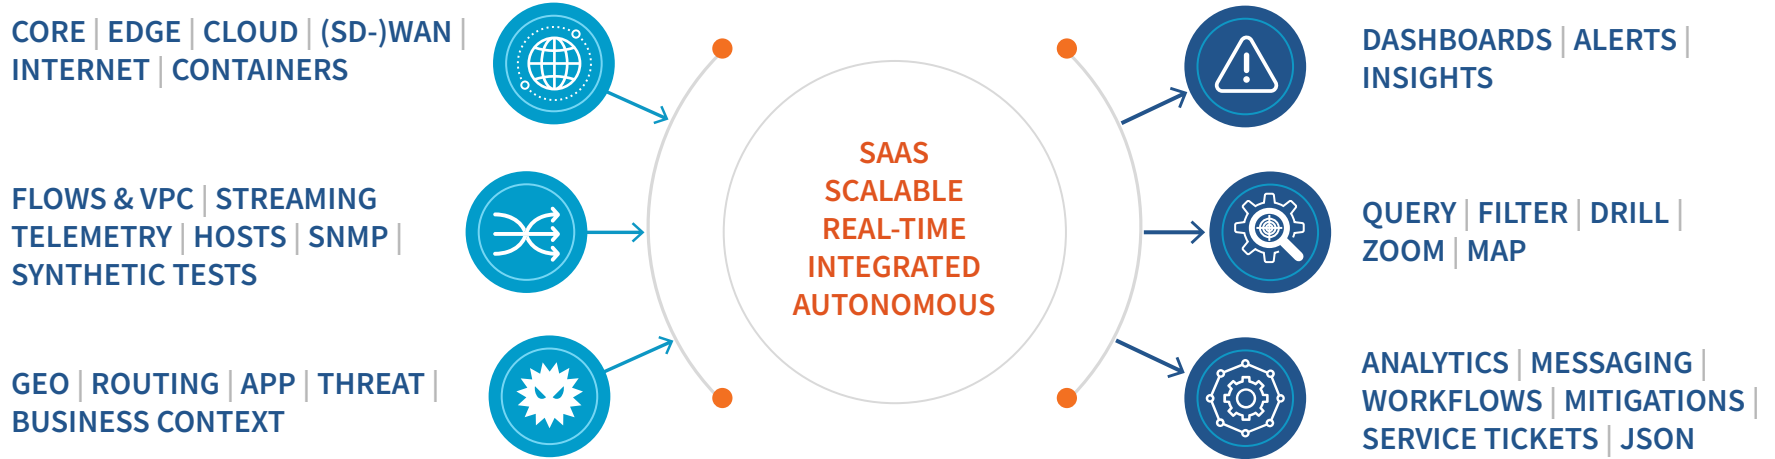 CORE | EDGE | CLOUD | (SD-)WAN |
INTERNET | CONTAINERS
FLOWS & VPC | STREAMING
TELEMETRY | HOSTS | SNMP |
SYNTHETIC TESTS
GEO | ROUTING | APP | THREAT |
BUSINESS CONTEXT
SAAS
SCALABLE
REAL-TIME
INTEGRATED
AUTONOMOUS
DASHBOARDS | ALERTS |
INSIGHTS
QUERY | FILTER | DRILL |
ZOOM | MAP
ANALYTICS | MESSAGING |
WORKFLOWS | MITIGATIONS |
SERVICE TICKETS | JSON